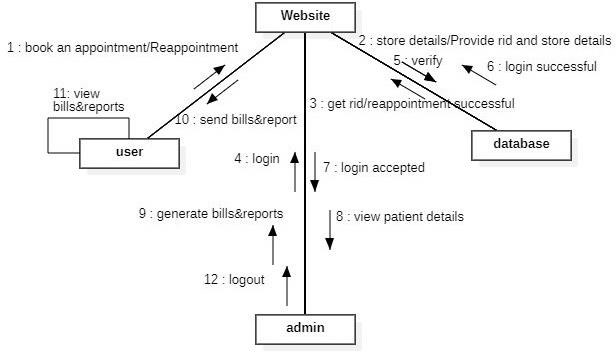 Website
1 : book an appointment/Reappointment
2 : store details/Provide rid and store details
5 : verify
6 : login successful
11: view
bills&reports
3 : get rid/reappointment successful
10 : send bills&report
user
database
4 : login
7 : login accepted
9 : generate bills&reports
8 : view patient details
12 : logout
admin